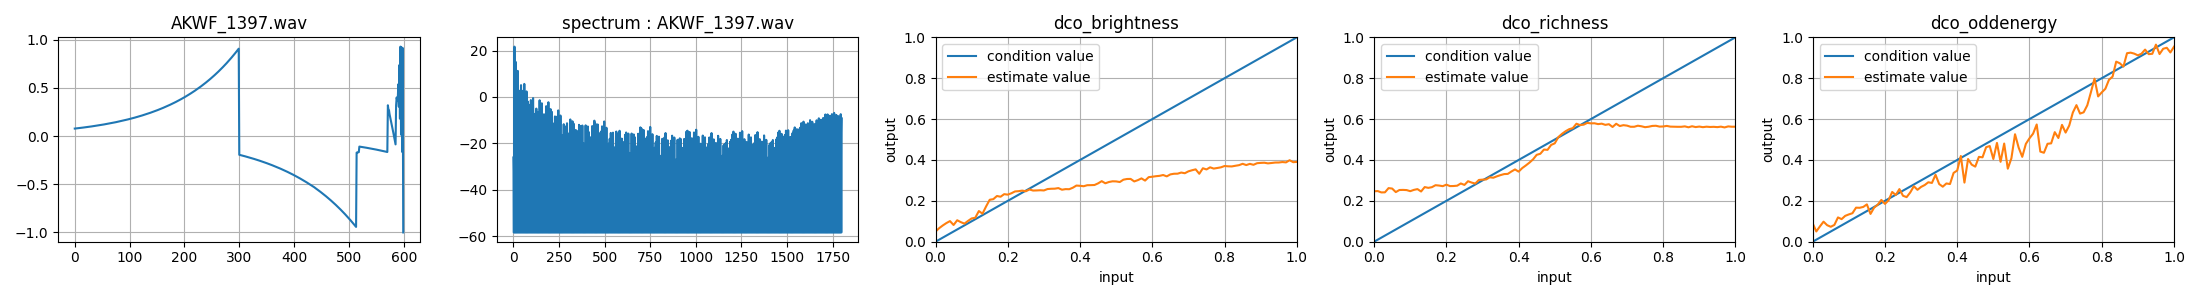 AKWF_1397.wav
1.0
0.5
0.0
−0.5
−1.0
0 100 200 300 400 500 600
spectrum : AKWF_1397.wav
20
0
−20
−40
−60
0 250 500 750 1000 1250 1500 1750
dco_brightness
condition value
estimate value
output
1.0
0.8
0.6
0.4
0.2
0.0
0.0 0.2 0.4 0.6 0.8 1.0
input
dco_richness
condition value
estimate value
output
1.0
0.8
0.6
0.4
0.2
0.0
0.0 0.2 0.4 0.6 0.8 1.0
input
dco_oddenergy
condition value
estimate value
output
1.0
0.8
0.6
0.4
0.2
0.0
0.0 0.2 0.4 0.6 0.8 1.0
input